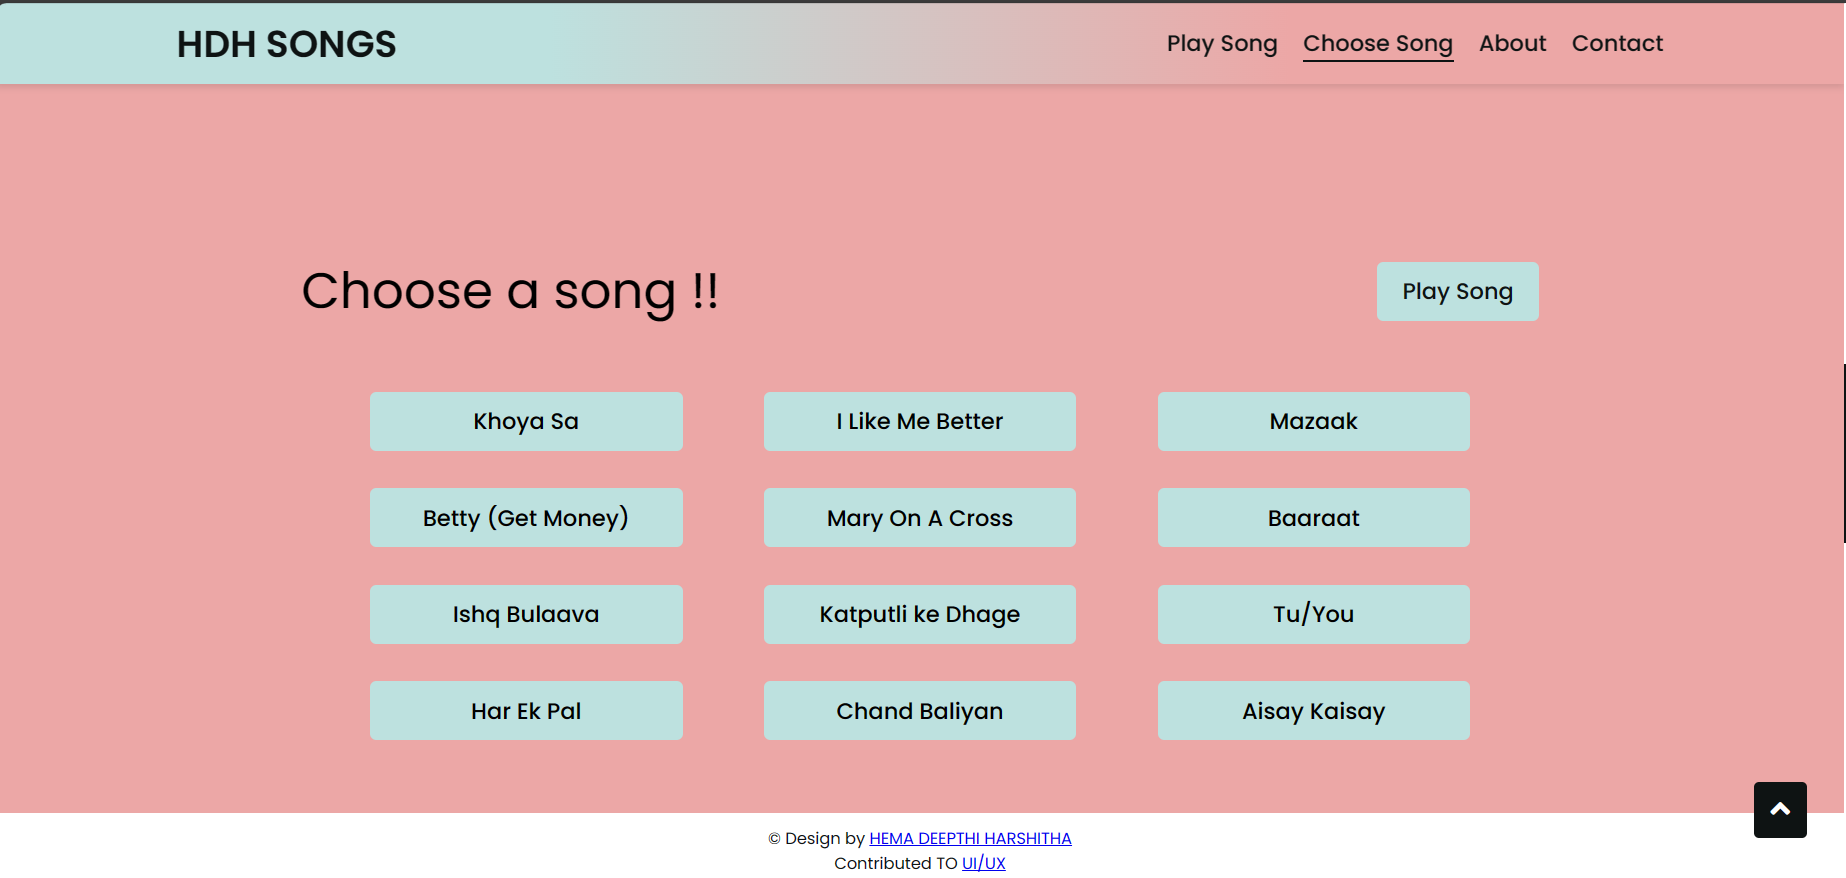 HDH SONGS
Play Song Choose Song About Contact
Choose a song !!
Play Song
Khoya Sa
I Like Me Better
Mazaak
Betty (Get Money)
Mary On A Cross
Baaraat
Ishq Bulaava
Katputli ke Dhage
Tu/You
Har Ek Pal
Chand Baliyan
Aisay Kaisay
© Design by HEMA DEEPTHI HARSHITHA
Contributed TO UI/UX